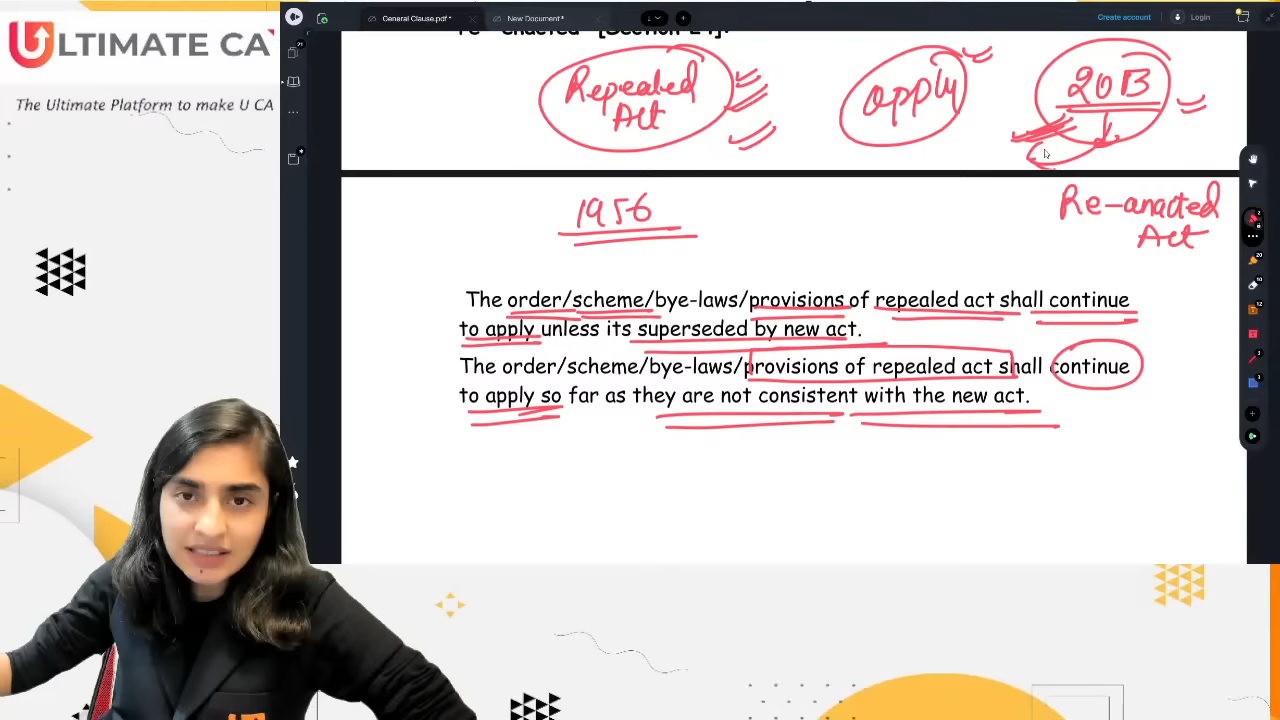 ULTIMATE CA
The Ultimate Platform to make U CA
General Clause.pdf *
New Document*
Create account
Login
Repealed
Act
apply
1956
Re-anacted
Act
The order/scheme/bye-laws/provisions of repealed act shall continue
to apply unless its superseded by new act.
The order/scheme/bye-laws/provisions of repealed act shall continue
to apply so far as they are not consistent with the new act.